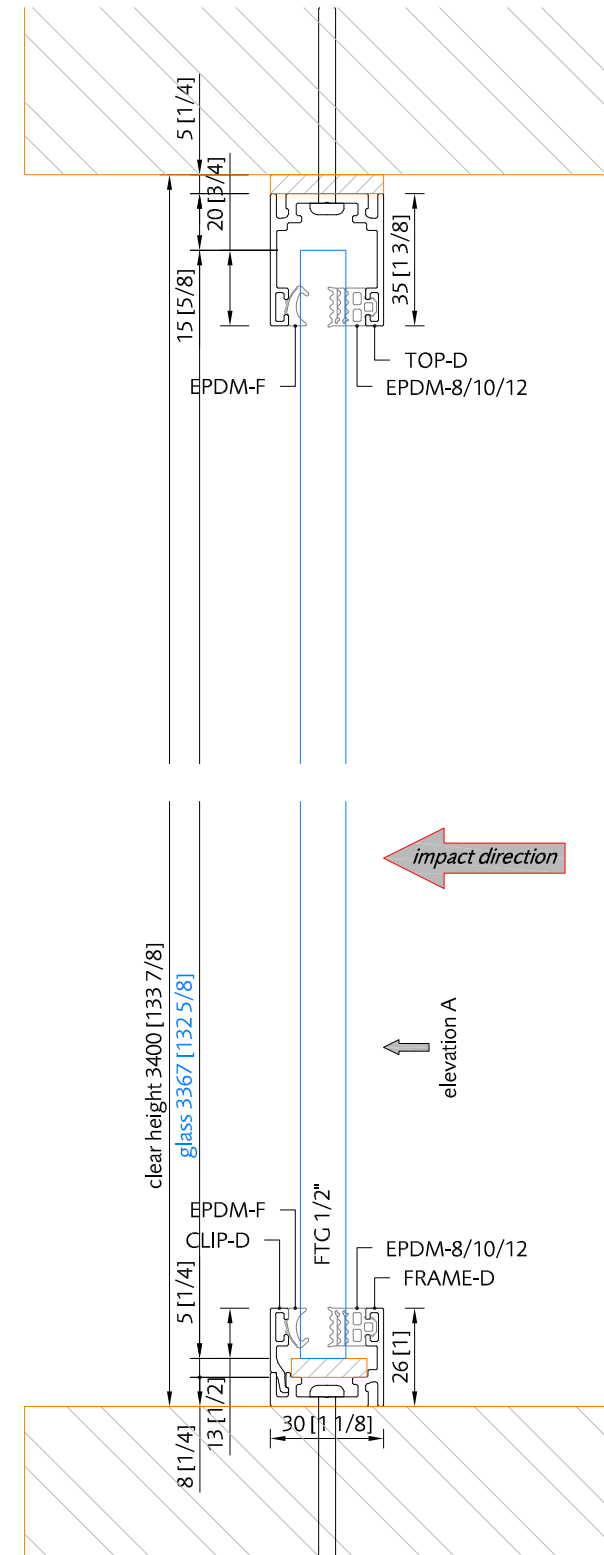 5 [1/4]
20 [3/4]
15 [5/8]
35 [1 3/8]
TOP-D
EPDM-F
EPDM-8/10/12
impact direction
elevation A
clear height 3400 [133 7/8]
glass 3367 [132 5/8]
FTG 1/2"
EPDM-F
CLIP-D
EPDM-8/10/12
FRAME-D
5 [1/4]
26 [1]
13 [1/2]
30 [1 1/8]
8 [1/4]